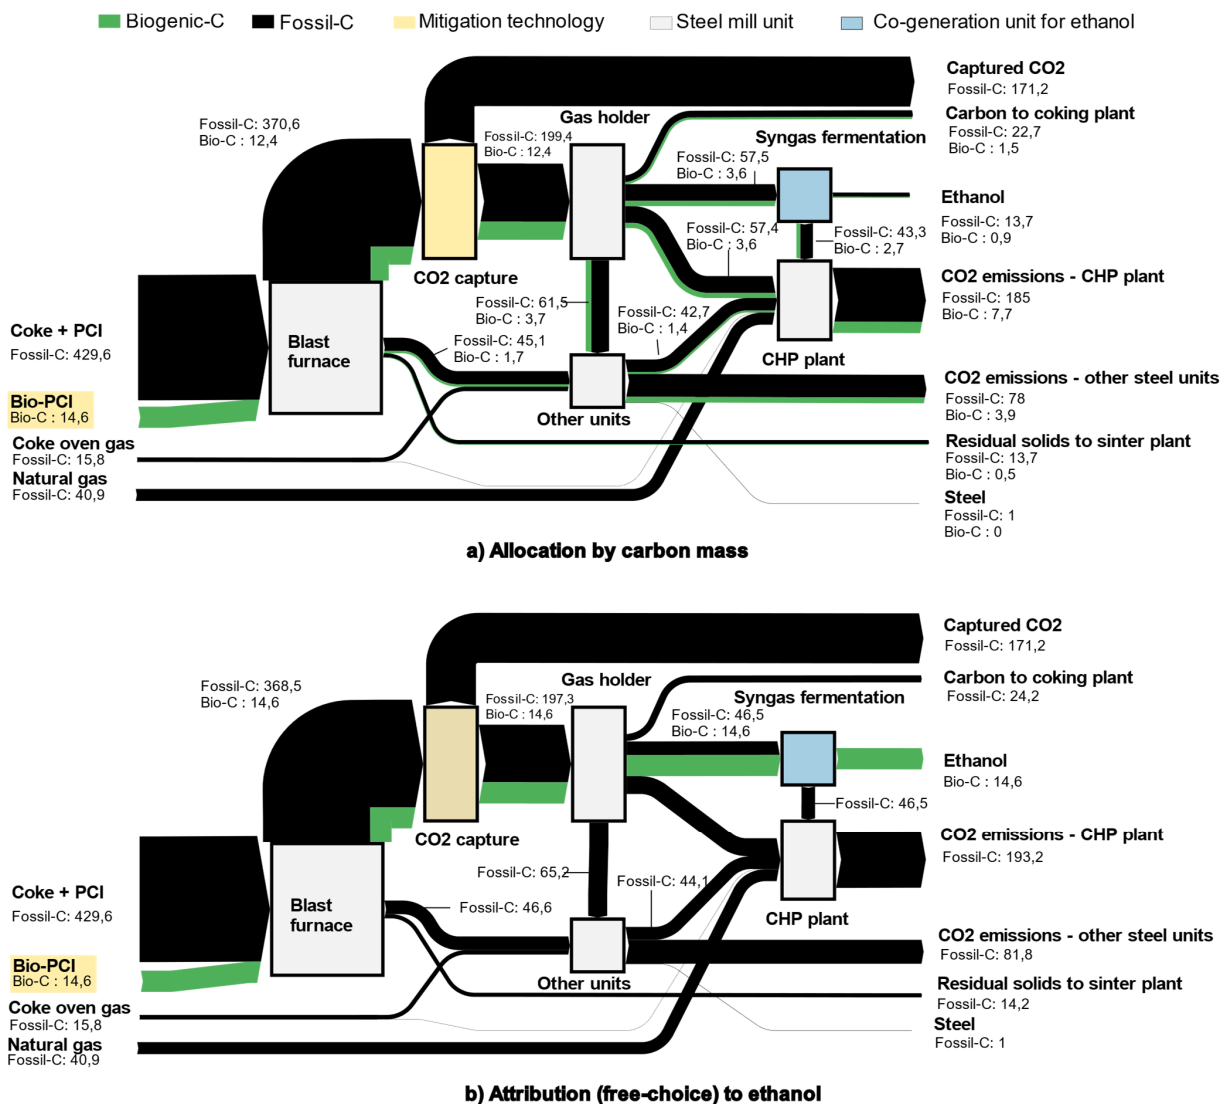 Biogenic-C
Fossil-C
Mitigation technology
Steel mill unit
Co-generation unit for ethanol
Captured CO2
Fossil-C: 171,2
Gas holder
Carbon to coking plant
Fossil-C: 22,7
Bio-C : 1,5
Fossil-C: 370,6
Bio-C : 12,4
Fossil-C: 199,4
Bio-C : 12,4
Syngas fermentation
Fossil-C: 57,5
Bio-C : 3,6
Ethanol
Fossil-C: 13,7
Bio-C : 0,9
Fossil-C: 57,4
Bio-C : 3,6
Fossil-C: 43,3
Bio-C : 2,7
CO2 capture
CO2 emissions - CHP plant
Fossil-C: 185
Bio-C : 7,7
Fossil-C: 61,5
Bio-C : 3,7
Fossil-C: 42,7
Bio-C : 1,4
Coke + PCI
Fossil-C: 429,6
Blast
furnace
Fossil-C: 45,1
Bio-C : 1,7
CHP plant
CO2 emissions - other steel units
Fossil-C: 78
Bio-C : 3,9
Bio-PCI
Bio-C : 14,6
Other units
Coke oven gas
Fossil-C: 15,8
Residual solids to sinter plant
Fossil-C: 13,7
Bio-C : 0,5
Natural gas
Fossil-C: 40,9
Steel
Fossil-C: 1
Bio-C : 0
a) Allocation by carbon mass
Captured CO2
Fossil-C: 171,2
Gas holder
Carbon to coking plant
Fossil-C: 24,2
Fossil-C: 368,5
Bio-C : 14,6
Fossil-C: 197,3
Bio-C : 14,6
Syngas fermentation
Fossil-C: 46,5
Bio-C : 14,6
Ethanol
Bio-C : 14,6
Fossil-C: 46,5
CO2 capture
CO2 emissions - CHP plant
Fossil-C: 193,2
Fossil-C: 65,2
Fossil-C: 44,1
Coke + PCI
Fossil-C: 429,6
Blast
furnace
Fossil-C: 46,6
CHP plant
CO2 emissions - other steel units
Fossil-C: 81,8
Bio-PCI
Bio-C : 14,6
Other units
Residual solids to sinter plant
Fossil-C: 14,2
Coke oven gas
Fossil-C: 15,8
Steel
Fossil-C: 1
Natural gas
Fossil-C: 40,9
b) Attribution (free-choice) to ethanol